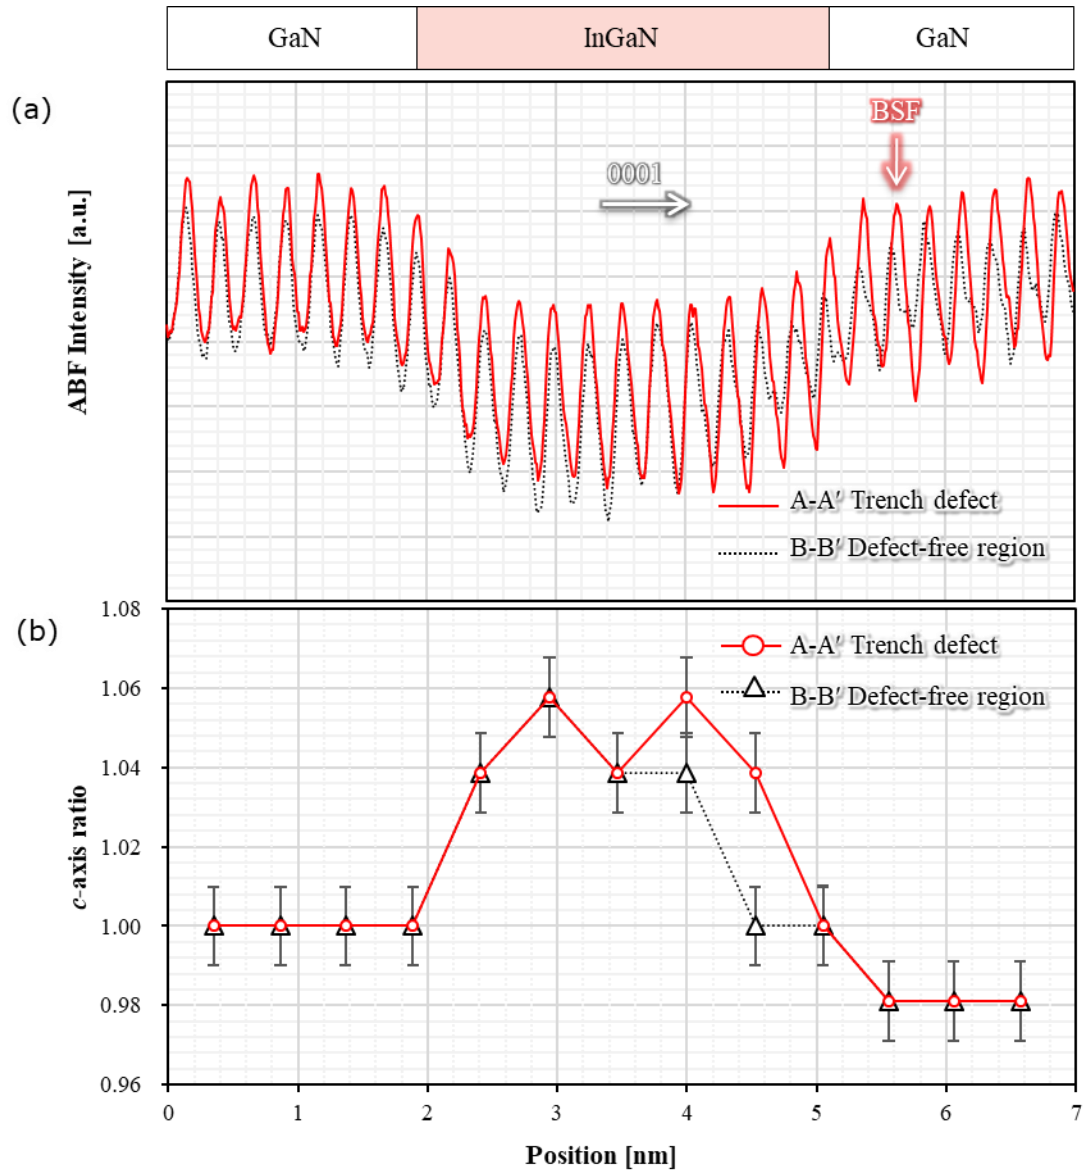 GaN InGaN GaN
(a)
BSF
0001
ABF Intensity [a.u.]
A-A′ Trench defect
B-B′ Defect-free region
(b)
1.08
1.06
1.04
1.02
1.00
0.98
0.96
c-axis ratio
A-A′ Trench defect
B-B′ Defect-free region
0 1 2 3 4 5 6 7
Position [nm]